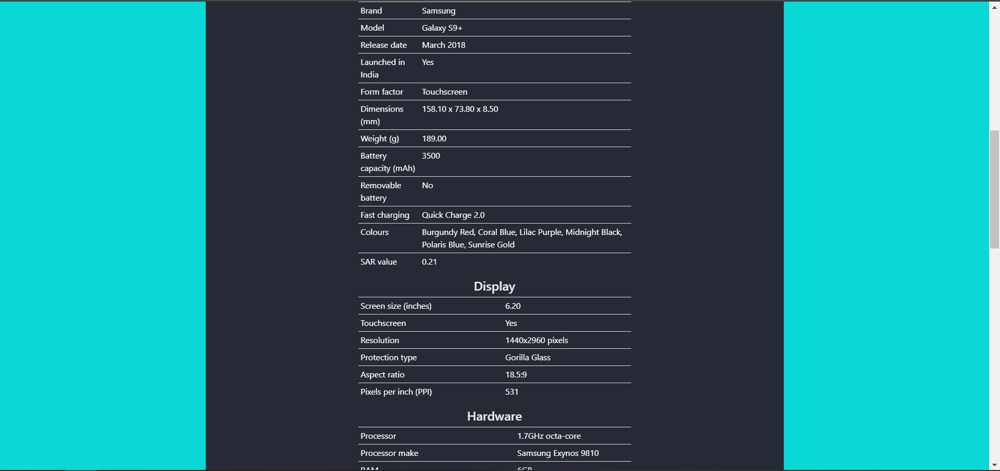 Brand Samsung
Model Galaxy S9+
Release date March 2018
Launched in Yes
India
Form factor Touchscreen
Dimensions 158.10 x 73.80 x 8.50
(mm)
Weight (g) 189.00
Battery 3500
capacity (mAh)
Removable No
battery
Fast charging Quick Charge 2.0
Colours Burgundy Red, Coral Blue, Lilac Purple, Midnight Black,
Polaris Blue, Sunrise Gold
SAR value 0.21
Display
Screen size (inches) 6.20
Touchscreen Yes
Resolution 1440x2960 pixels
Protection type Gorilla Glass
Aspect ratio 18.5:9
Pixels per inch (PPI) 531
Hardware
Processor 1.7GHz octa-core
Processor make Samsung Exynos 9810
RAM 6GB